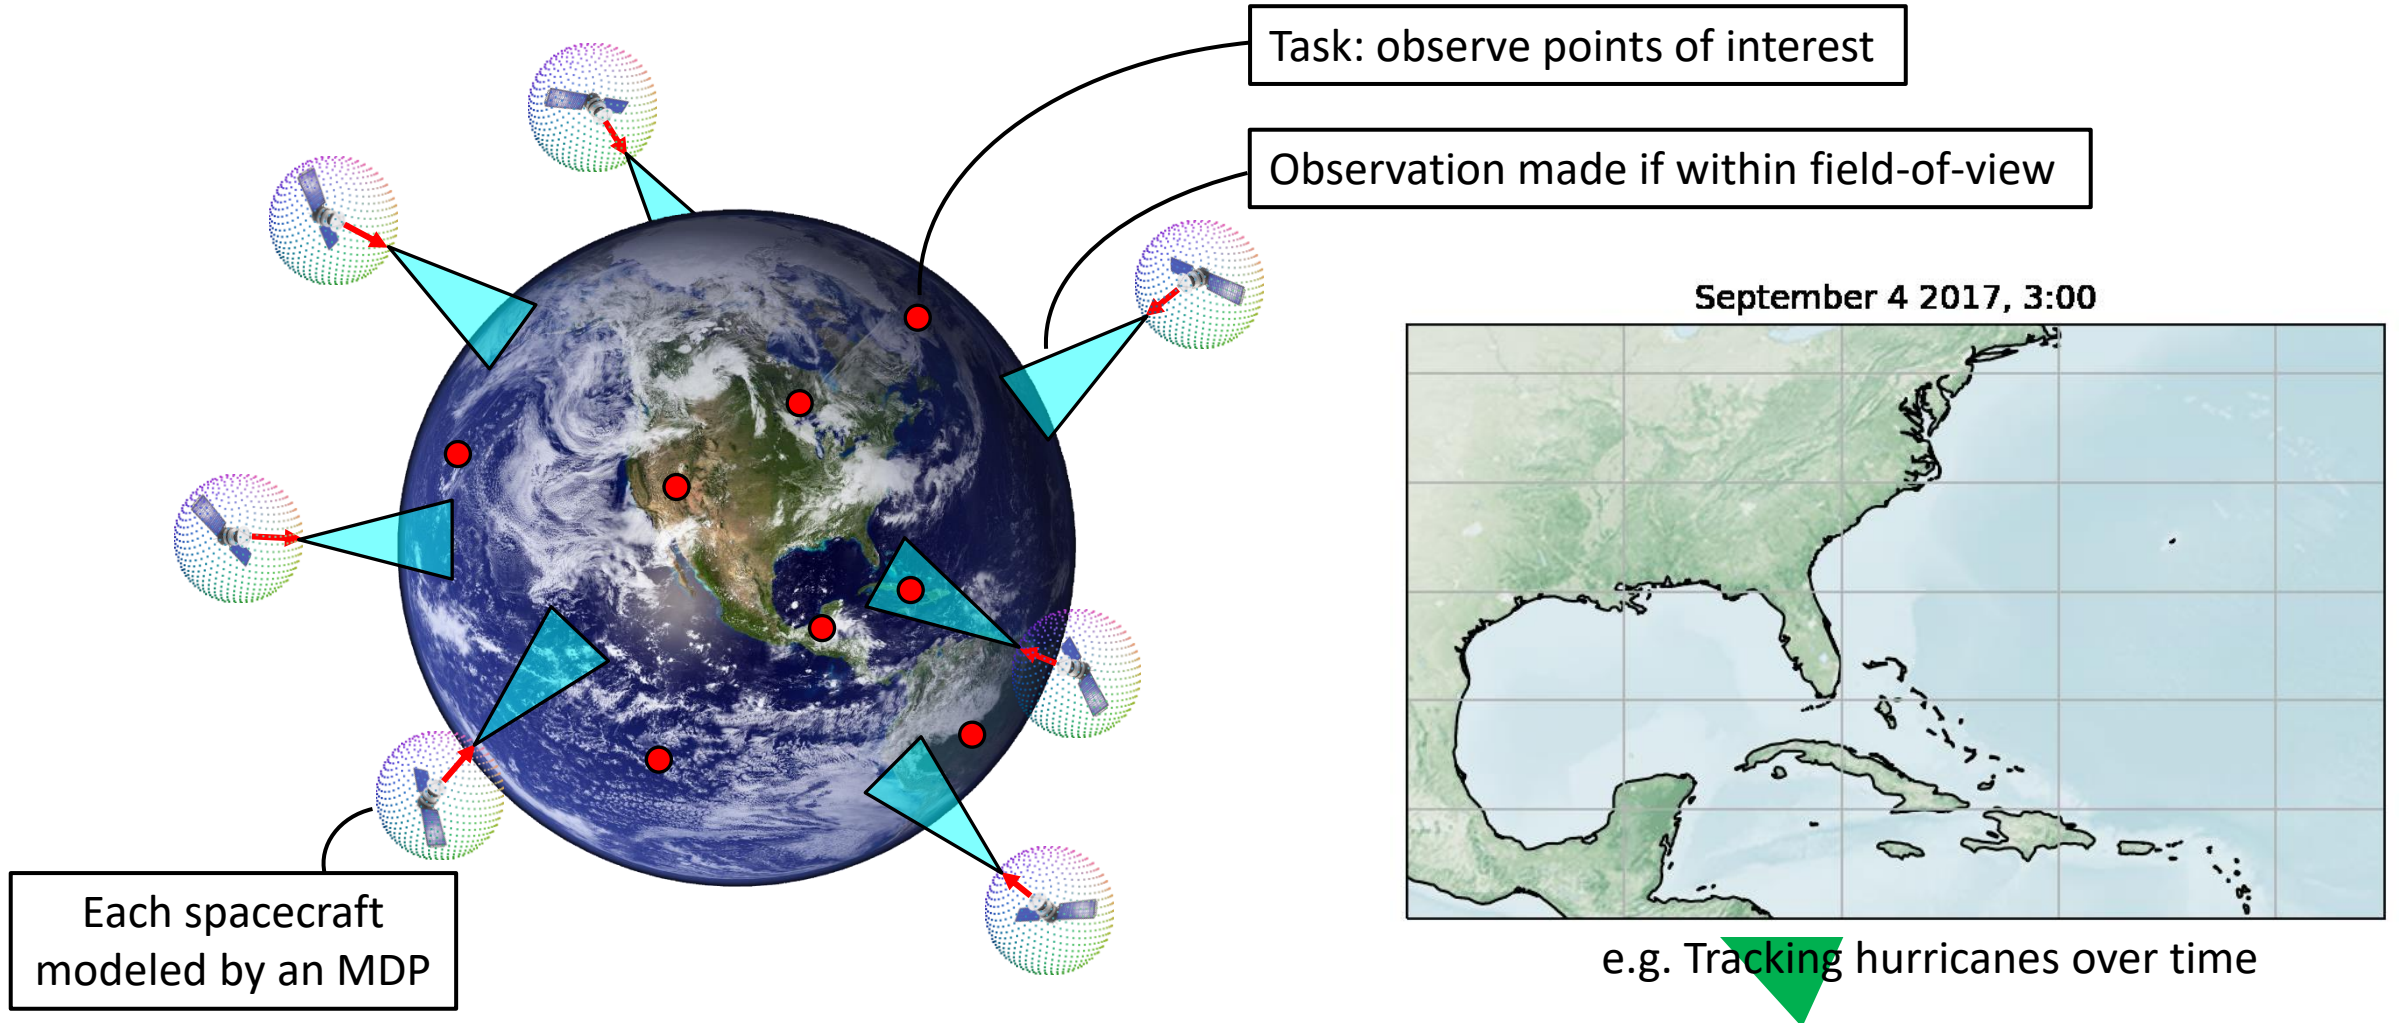 Task: observe points of interest
Observation made if within field-of-view
September 4 2017, 3:00
Each spacecraft
modeled by an MDP
e.g. Tracking hurricanes over time